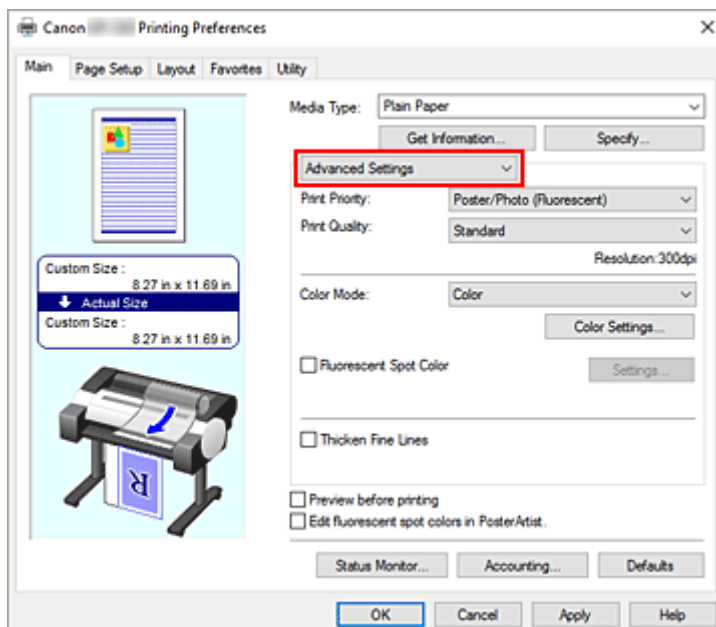 Canon Printing Preferences
Main Page Setup Layout Favorites Utility
Media Type: Plain Paper
Get Information... Specify...
Advanced Settings
Print Priority: Poster/Photo (Fluorescent)
Print Quality: Standard
Resolution:300dpi
Custom Size :
8.27 in x 11.69 in
Actual Size
Custom Size :
8.27 in x 11.69 in
Color Mode: Color
Color Settings...
Fluorescent Spot Color Settings...
Thicken Fine Lines
R
Preview before printing
Edit fluorescent spot colors in PosterArtist.
Status Monitor... Accounting... Defaults
OK Cancel Apply Help